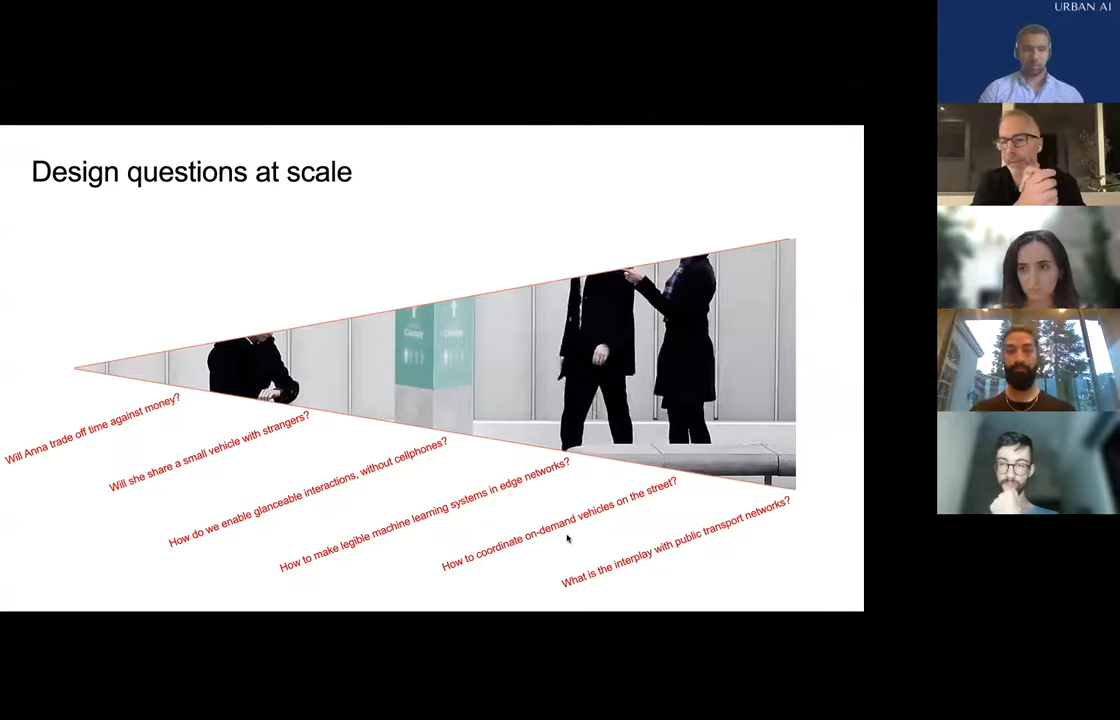 URBAN AI
Design questions at scale
Canopy
Canopy
Will Anna trade off time against money?
Will she share a small vehicle with strangers?
How do we enable glanceable interactions, without cellphones?
How to make legible machine learning systems in edge networks?
How to coordinate on-demand vehicles on the street?
What is the interplay with public transport networks?